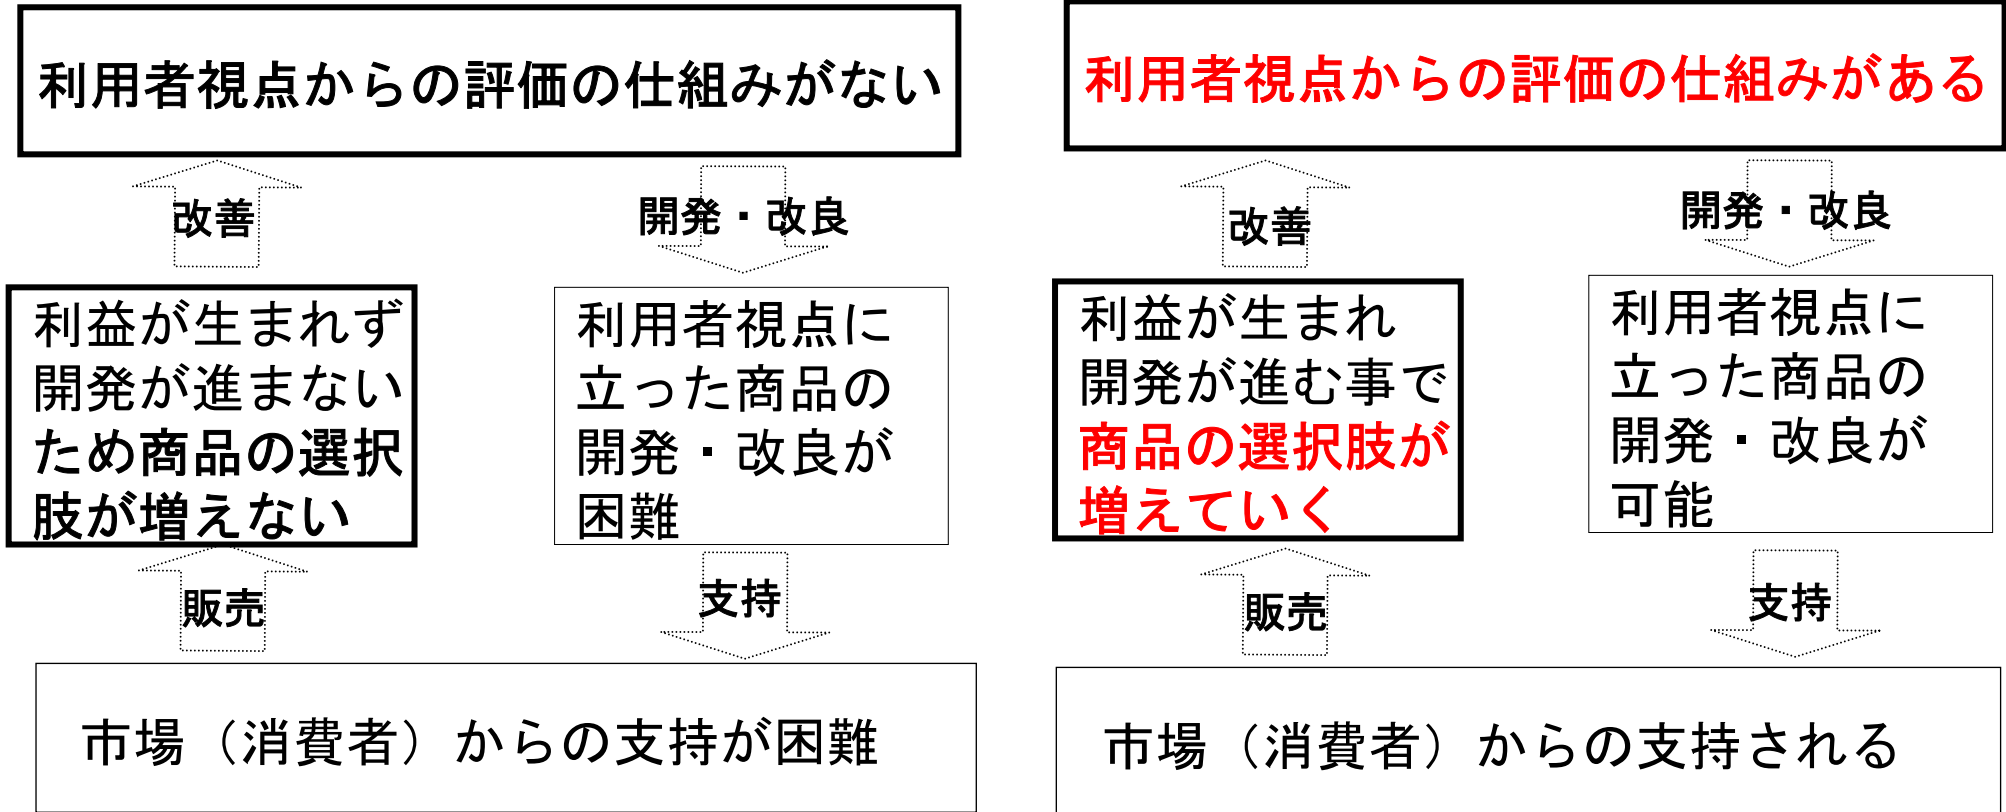 利用者視点からの評価の仕組みがない
改善
開発・改良
利益が生まれず
開発が進まない
ため商品の選択
肢が増えない
利用者視点に
立った商品の
開発・改良が
困難
販売
支持
市場（消費者）からの支持が困難
利用者視点からの評価の仕組みがある
改善
開発・改良
利益が生まれ
開発が進む事で
商品の選択肢が
増えていく
利用者視点に
立った商品の
開発・改良が
可能
販売
支持
市場（消費者）からの支持される